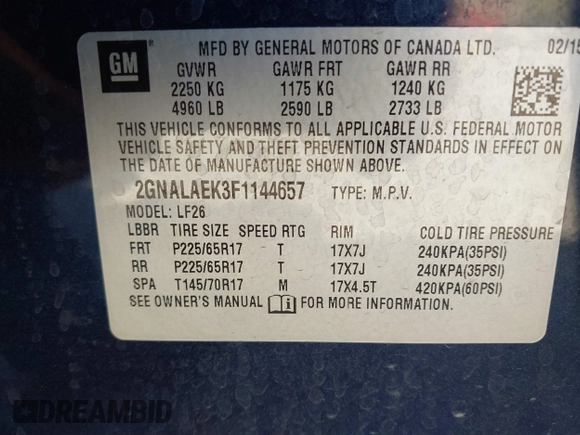 GM
MFD BY GENERAL MOTORS OF CANADA LTD. 02/15
GVWR GAWR FRT GAWR RR
2250 KG 1175 KG 1240 KG
4960 LB 2590 LB 2733 LB
THIS VEHICLE CONFORMS TO ALL APPLICABLE U.S. FEDERAL MOTOR
VEHICLE SAFETY AND THEFT PREVENTION STANDARDS IN EFFECT ON
THE DATE OF MANUFACTURE SHOWN ABOVE.
2GNALAEK3F1144657 TYPE: M.P.V.
MODEL: LF26
LBBR TIRE SIZE SPEED RTG RIM COLD TIRE PRESSURE
FRT P225/65R17 T 17X7J 240KPA(35PSI)
RR P225/65R17 T 17X7J 240KPA(35PSI)
SPA T145/70R17 M 17X4.5T 420KPA(60PSI)
SEE OWNER'S MANUAL FOR MORE INFORMATION.
DREAMBID